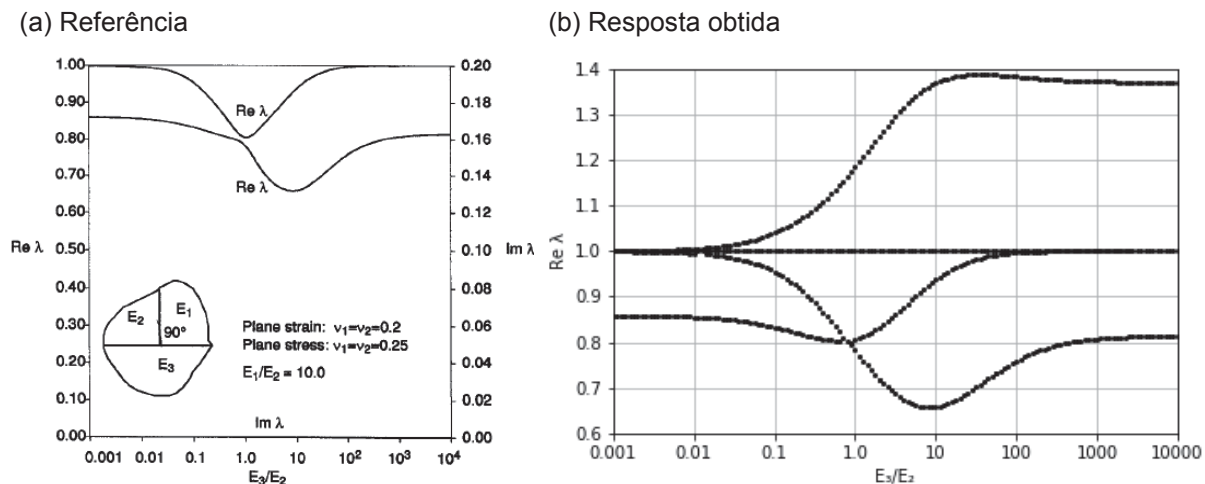 (a) Referência
1.00
0.90
0.80
0.70
0.60
Re λ 0.50
0.40
0.30
0.20
0.10
0.00
0.20
0.18
0.16
0.14
0.12
0.10 Im λ
0.08
0.06
0.04
0.02
0.00
Re λ
Re λ
E₂ E₁
90°
E₃
Plane strain: ν₁=ν₂=0.2
Plane stress: ν₁=ν₂=0.25
E₁/E₂ = 10.0
Im λ
0.001 0.01 0.1 1.0 10 10² 10³ 10⁴
E₃/E₂
(b) Resposta obtida
1.4
1.3
1.2
1.1
1.0
0.9
0.8
0.7
0.6
Re λ
0.001 0.01 0.1 1.0 10 100 1000 10000
E₃/E₂